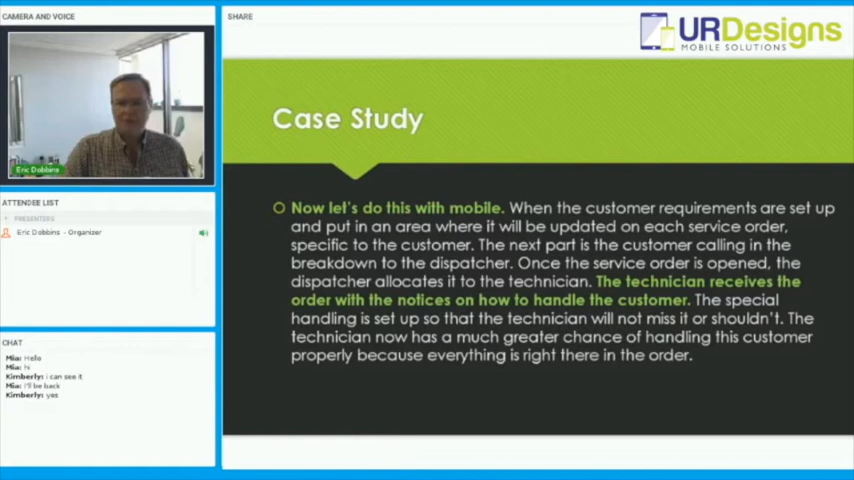 CAMERA AND VOICE
Eric Dobbins
ATTENDEE LIST
PRESENTERS
Eric Dobbins - Organizer
CHAT
Mia: Hello
Mia: hi
Kimberly: i can see it
Mia: I'll be back
Kimberly: yes
SHARE
URDesigns
MOBILE SOLUTIONS
Case Study
Now let's do this with mobile. When the customer requirements are set up
and put in an area where it will be updated on each service order,
specific to the customer. The next part is the customer calling in the
breakdown to the dispatcher. Once the service order is opened, the
dispatcher allocates it to the technician. The technician receives the
order with the notices on how to handle the customer. The special
handling is set up so that the technician will not miss it or shouldn't. The
technician now has a much greater chance of handling this customer
properly because everything is right there in the order.